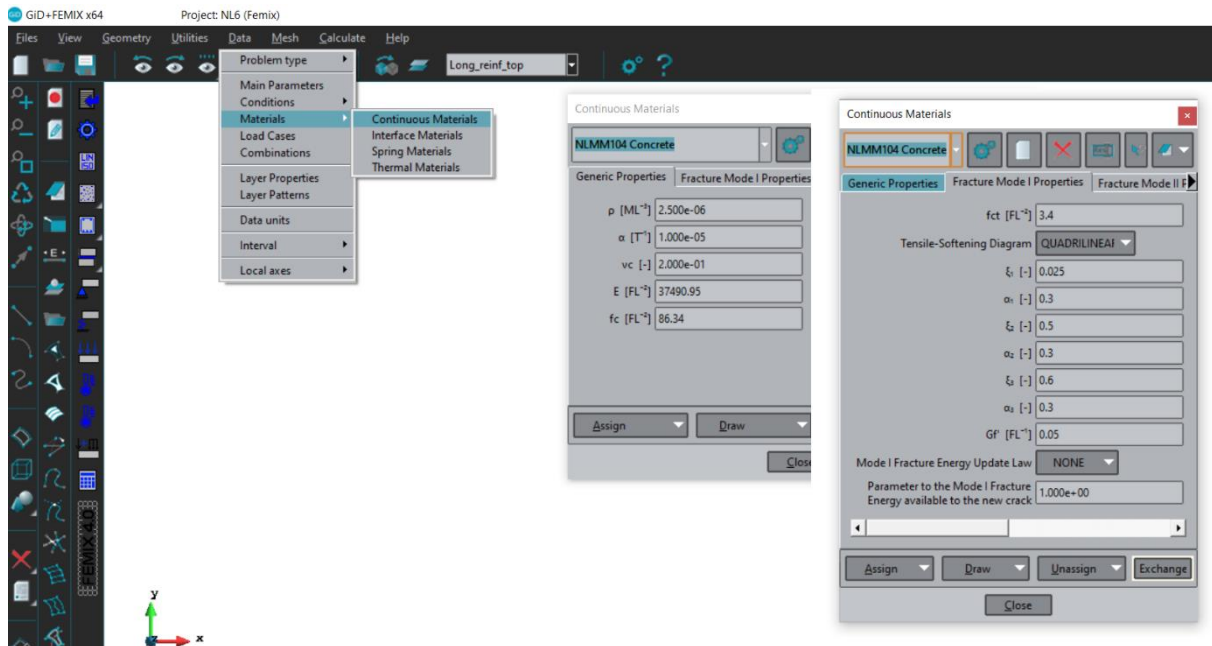 GiD+FEMIX x64 Project: NL6 (Femix)
Files View Geometry Utilities Data Mesh Calculate Help
Long_reinf_top
Problem type
Main Parameters
Conditions
Materials
Load Cases
Combinations
Layer Properties
Layer Patterns
Data units
Interval
Local axes
Continuous Materials
Interface Materials
Spring Materials
Thermal Materials
Continuous Materials
NLMM104 Concrete
Generic Properties Fracture Mode I Properties
ρ [ML⁻³] 2.500e-06
α [T⁻¹] 1.000e-05
νc [-] 2.000e-01
E [FL⁻²] 37490.95
fc [FL⁻²] 86.34
Assign Draw
Close
Continuous Materials
NLMM104 Concrete
Generic Properties Fracture Mode I Properties Fracture Mode II P
fct [FL⁻²] 3.4
Tensile-Softening Diagram QUADRILINEAR
ξ₁ [-] 0.025
α₁ [-] 0.3
ξ₂ [-] 0.5
α₂ [-] 0.3
ξ₃ [-] 0.6
α₃ [-] 0.3
Gfᴵ [FL⁻¹] 0.05
Mode I Fracture Energy Update Law NONE
Parameter to the Mode I Fracture
Energy available to the new crack 1.000e+00
Assign Draw Unassign Exchange
Close
FEMIX 4.0
y
x